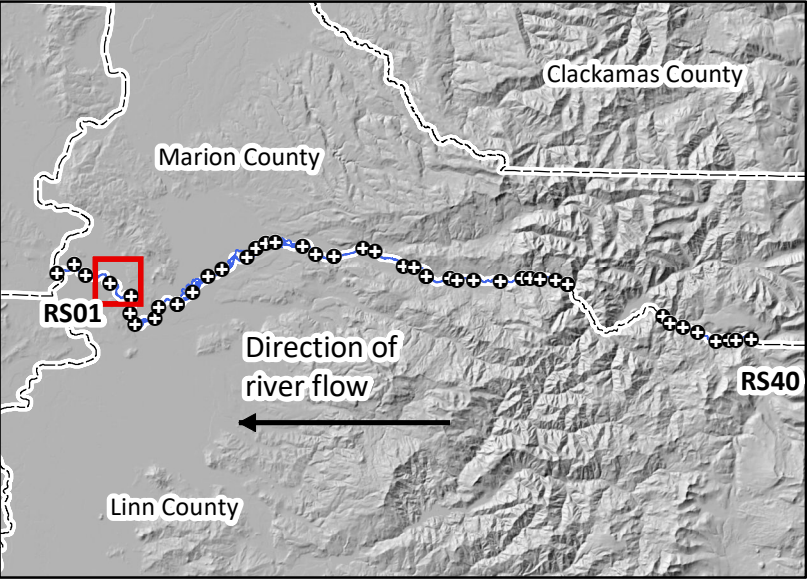 Clackamas County
Marion County
RS01
Direction of
river flow
RS40
Linn County